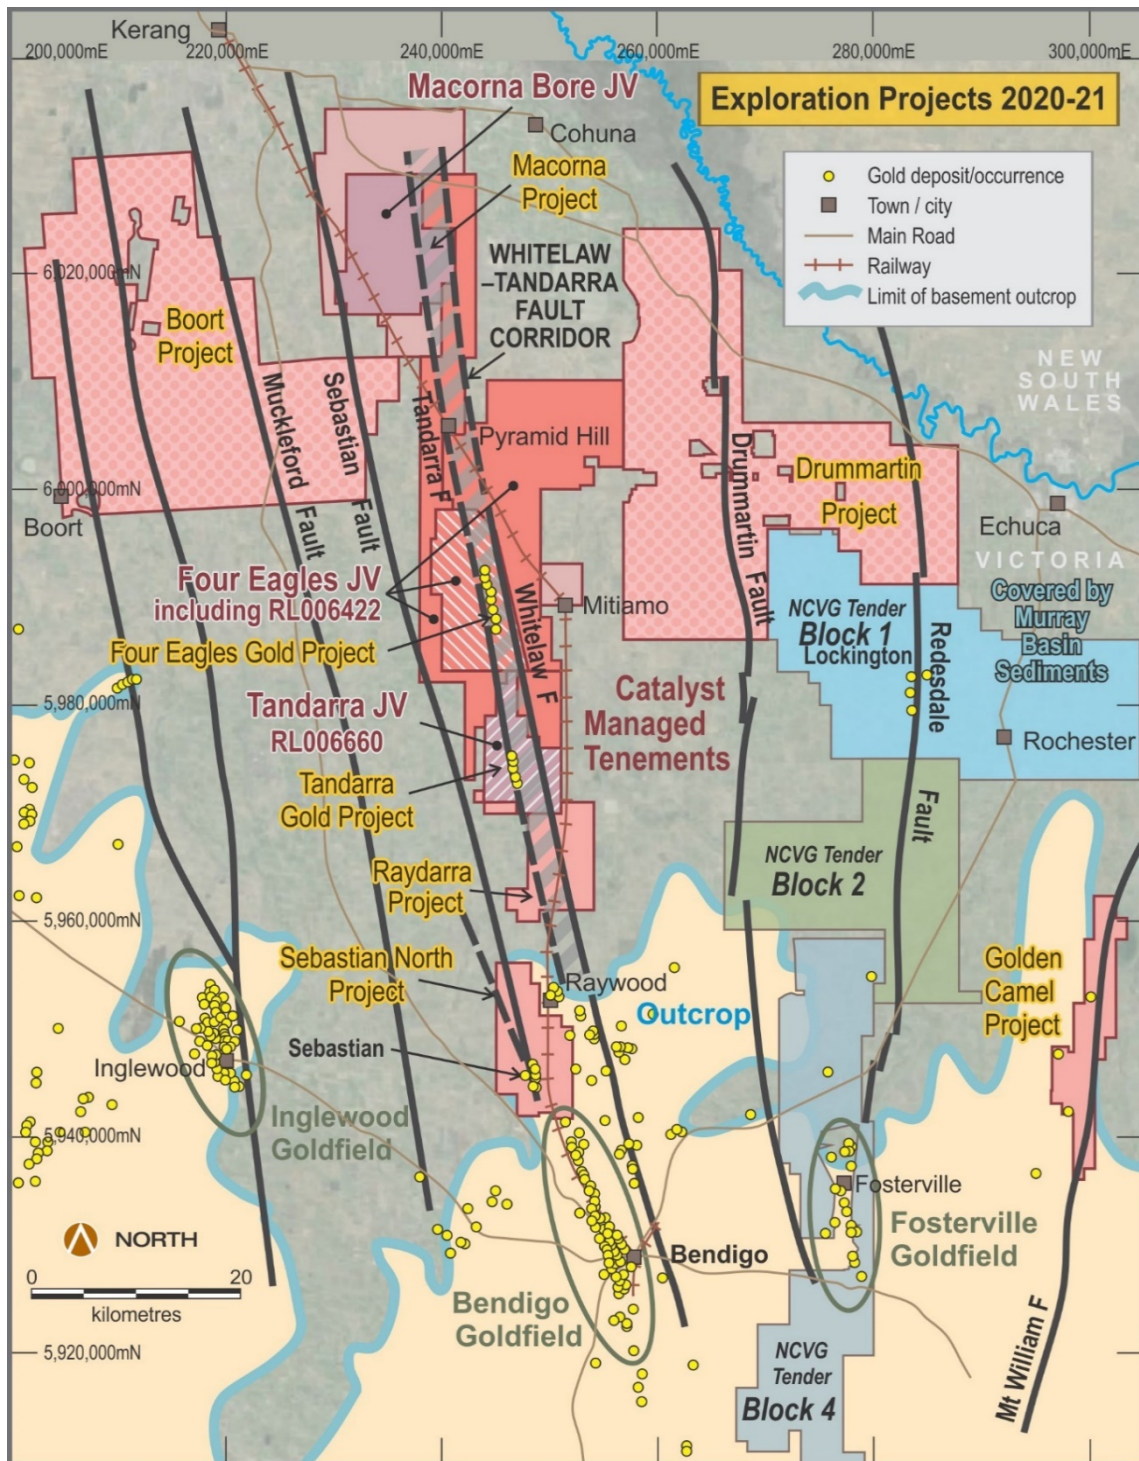 Kerang
200,000mE
220,000mE
240,000mE
260,000mE
280,000mE
300,000mE
Macorna Bore JV
Exploration Projects 2020-21
Cohuna
Macorna
Project
Gold deposit/occurrence
Town / city
Main Road
Railway
Limit of basement outcrop
WHITELAW
–TANDARRA
FAULT
CORRIDOR
6,020,000mN
Boort
Project
NEW
SOUTH
WALES
Muckleford
Fault
Sebastian
Fault
Tandarra F
Pyramid Hill
Drummartin
Fault
Drummartin
Project
6,000,000mN
Boort
Echuca
VICTORIA
Four Eagles JV
including RL006422
Whitelaw F
Mitiamo
NCVG Tender
Block 1
Lockington
Redesdale
Fault
Covered by
Murray
Basin
Sediments
Four Eagles Gold Project
5,980,000mN
Tandarra JV
RL006660
Catalyst
Managed
Tenements
Rochester
Tandarra
Gold Project
NCVG Tender
Block 2
Raydarra
Project
5,960,000mN
Sebastian North
Project
Raywood
Outcrop
Golden
Camel
Project
Sebastian
Inglewood
Inglewood
Goldfield
5,940,000mN
Fosterville
Fosterville
Goldfield
NORTH
0
20
kilometres
Bendigo
Bendigo
Goldfield
5,920,000mN
NCVG
Tender
Block 4
Mt William F